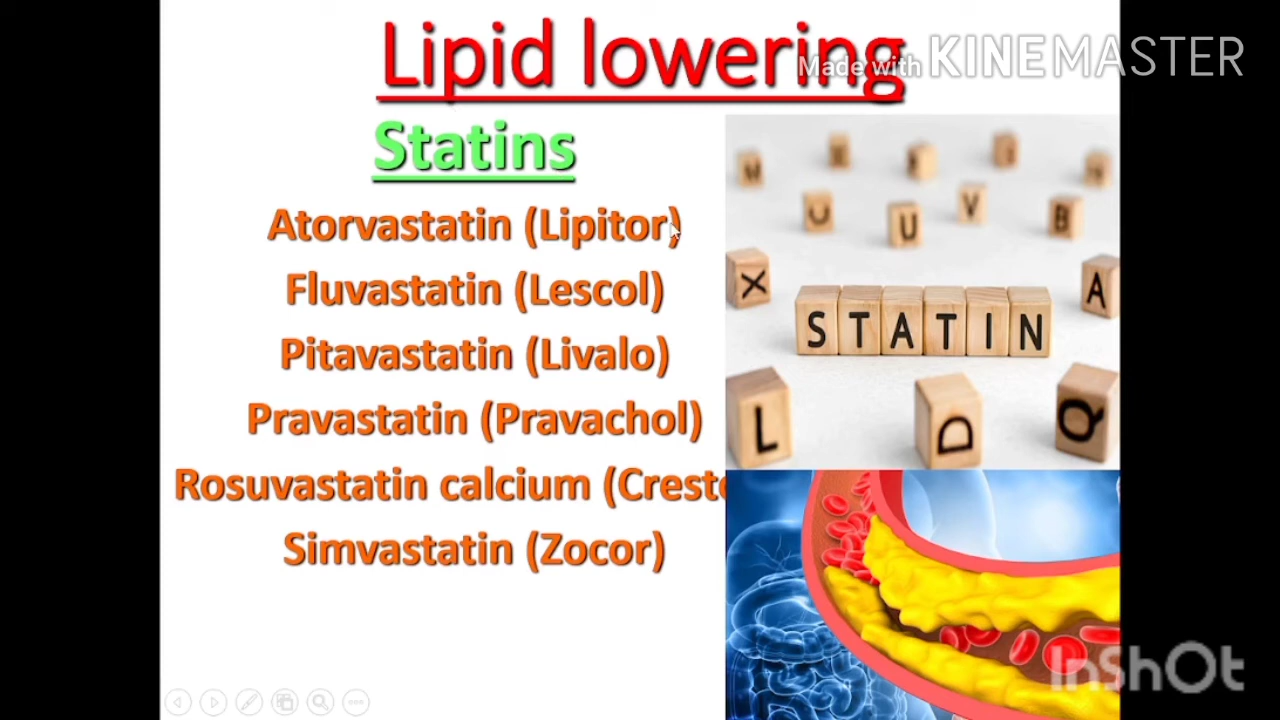 Lipid lowering
Made with KINEMASTER
Statins
Atorvastatin (Lipitor)
Fluvastatin (Lescol)
Pitavastatin (Livalo)
Pravastatin (Pravachol)
Rosuvastatin calcium (Cresto
Simvastatin (Zocor)
U U V B
X A
STATIN
L D Q
InShOt